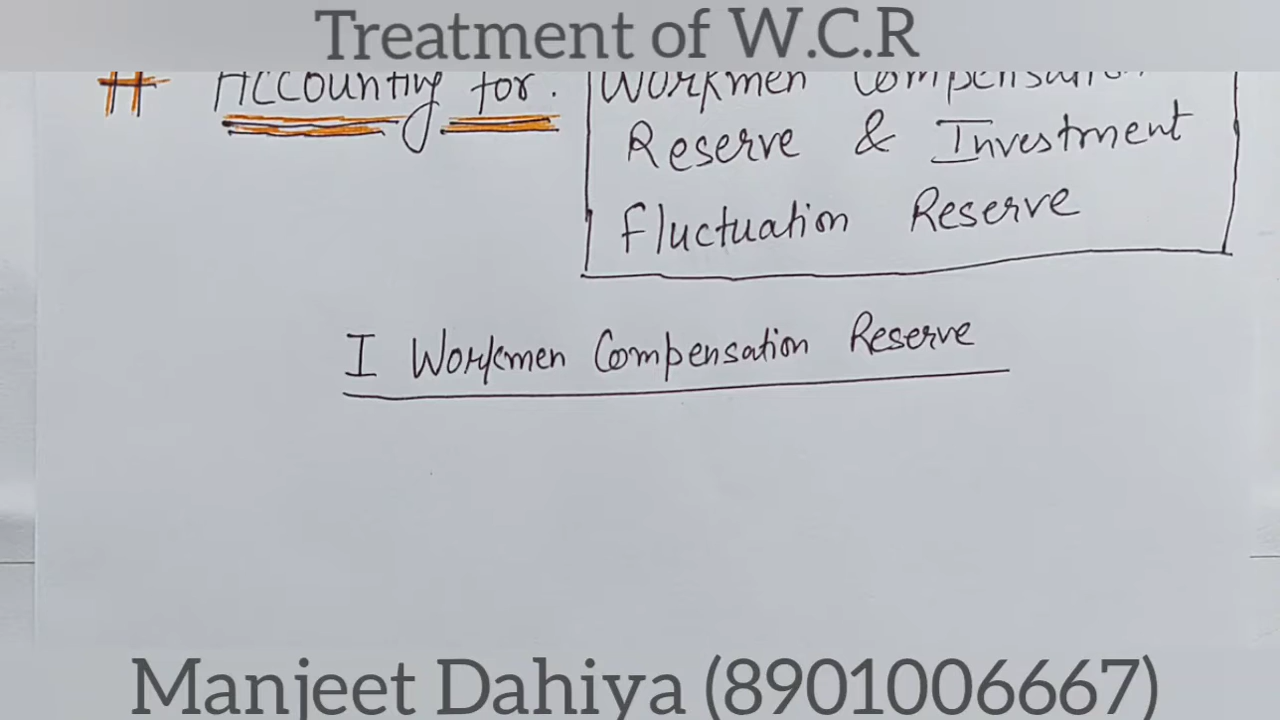 Treatment of W.C.R
# Accounting for. Workmen Compensation
Reserve & Investment
Fluctuation Reserve
I Workmen Compensation Reserve
Manjeet Dahiya (8901006667)